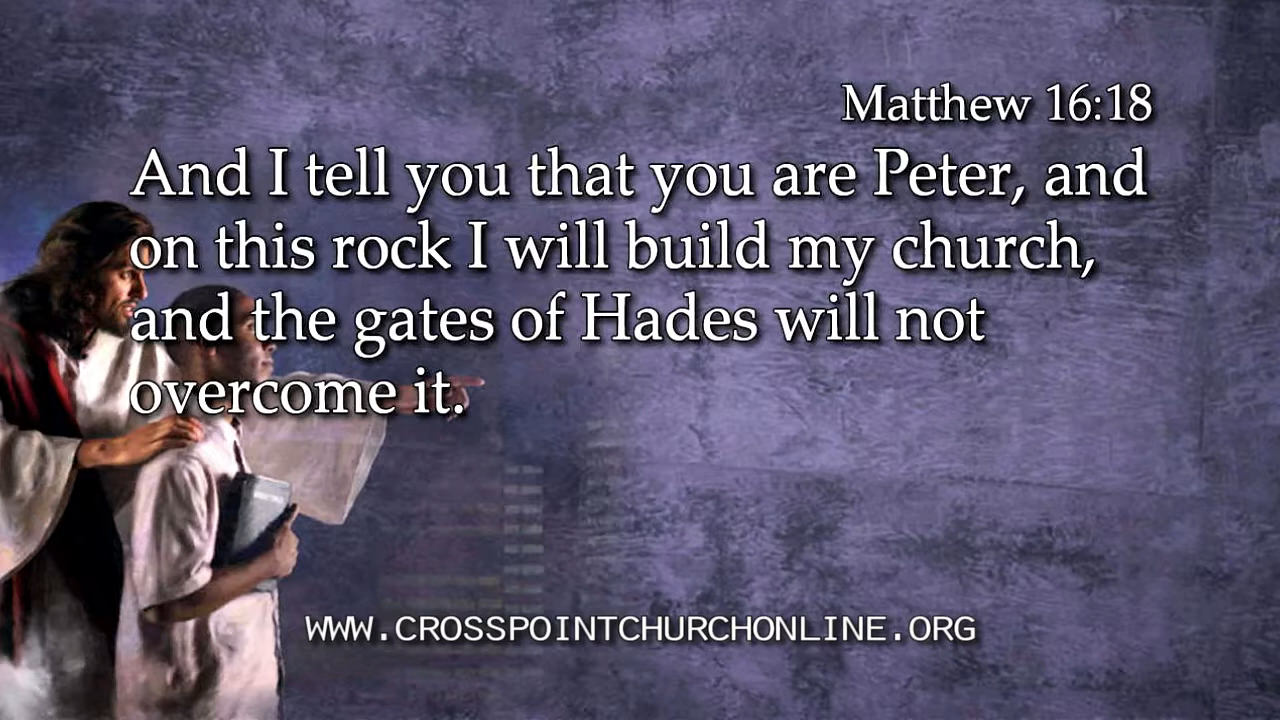 Matthew 16:18
And I tell you that you are Peter, and
on this rock I will build my church,
and the gates of Hades will not
overcome it.
WWW.CROSSPOINTCHURCHONLINE.ORG